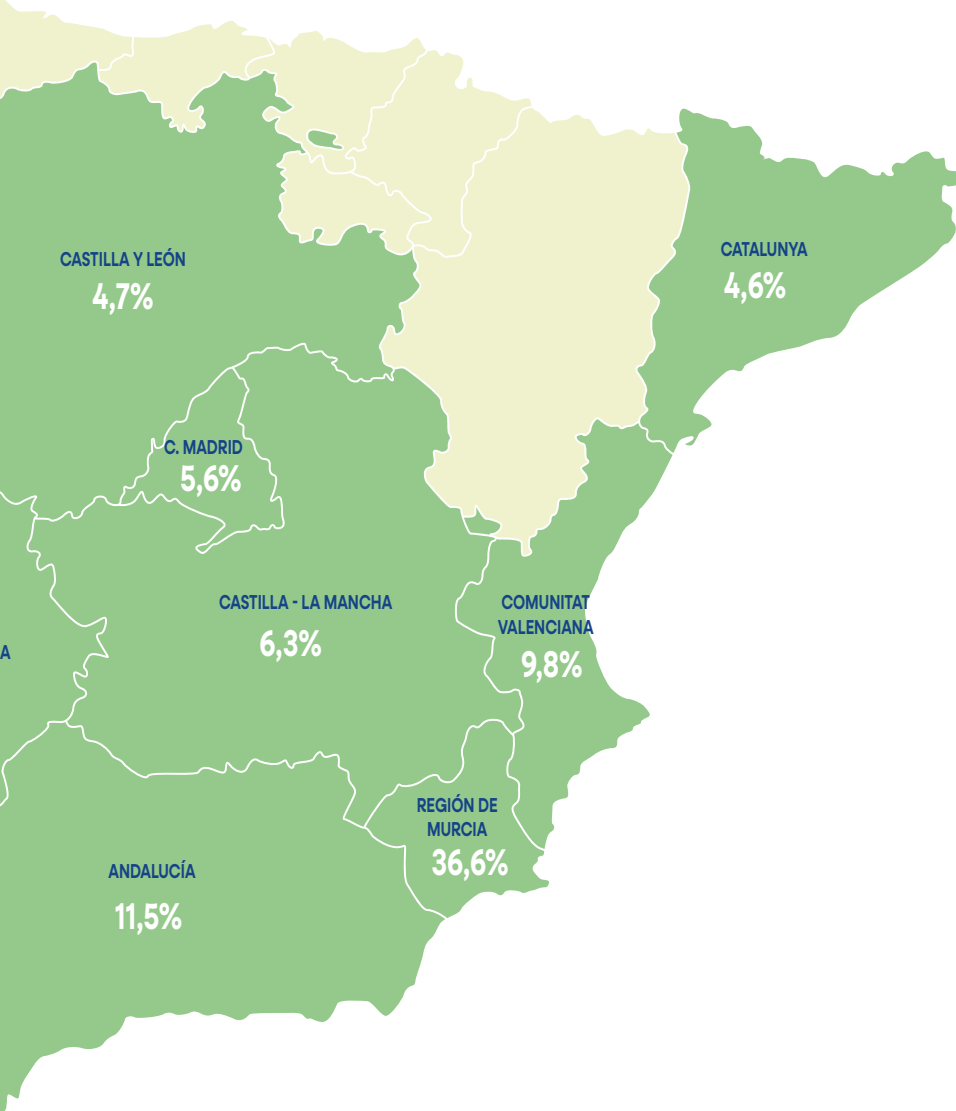 CATALUNYA
4,6%
CASTILLA Y LEÓN
4,7%
C. MADRID
5,6%
CASTILLA - LA MANCHA
6,3%
COMUNITAT
VALENCIANA
9,8%
A
REGIÓN DE
MURCIA
36,6%
ANDALUCÍA
11,5%